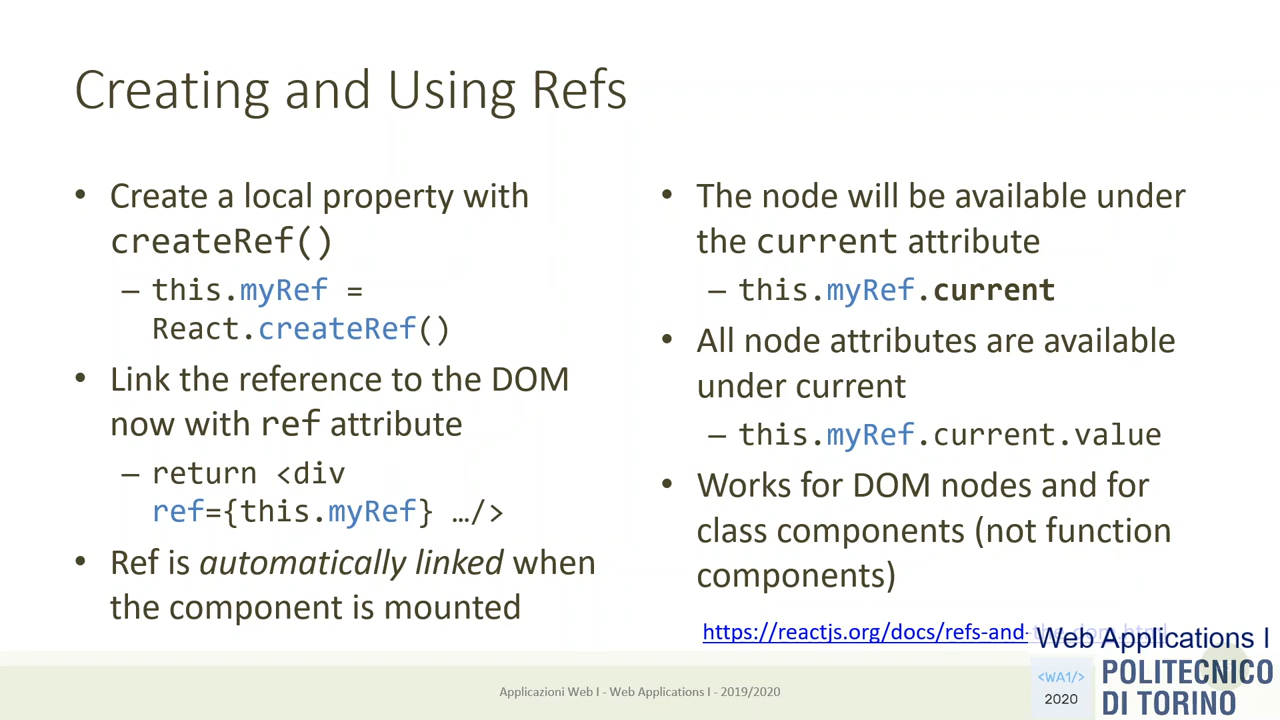 Creating and Using Refs
• Create a local property with
createRef()
– this.myRef =
React.createRef()
• Link the reference to the DOM
now with ref attribute
– return <div
ref={this.myRef} …/>
• Ref is automatically linked when
the component is mounted
• The node will be available under
the current attribute
– this.myRef.current
• All node attributes are available
under current
– this.myRef.current.value
• Works for DOM nodes and for
class components (not function
components)
https://reactjs.org/docs/refs-and-the-dom.html
Web Applications I
<WA1/>
2020
POLITECNICO
DI TORINO
Applicazioni Web I - Web Applications I - 2019/2020